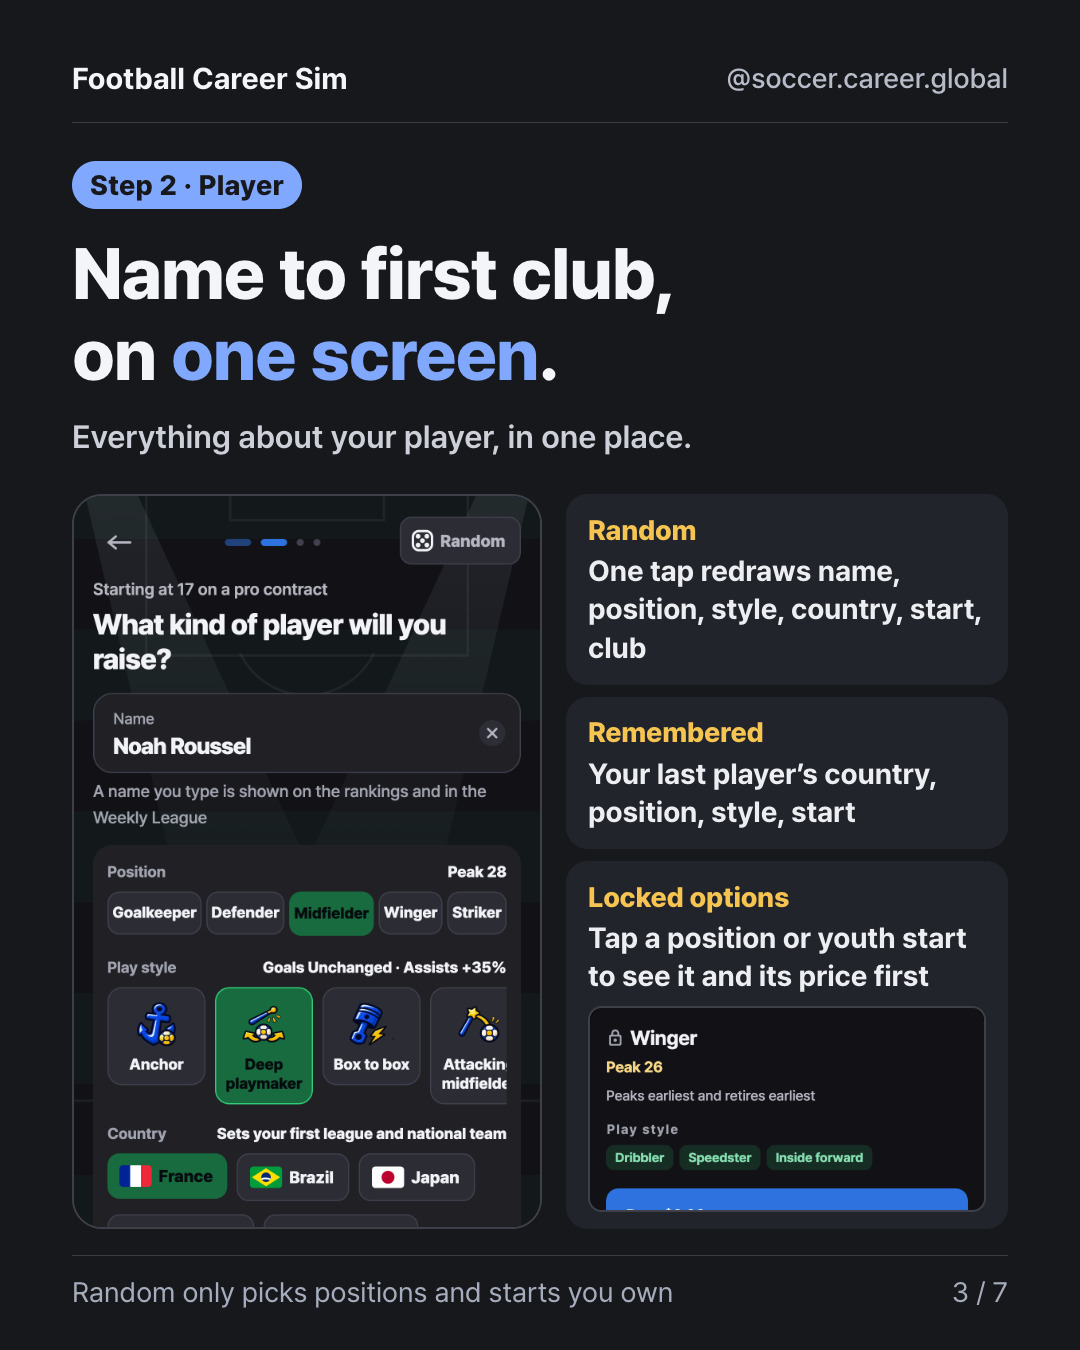 Football Career Sim
@soccer.career.global
Step 2 · Player
Name to first club,
on one screen.
Everything about your player, in one place.
Random
Starting at 17 on a pro contract
What kind of player will you
raise?
Name
Noah Roussel
A name you type is shown on the rankings and in the
Weekly League
Position
Peak 28
Goalkeeper
Defender
Midfielder
Winger
Striker
Play style
Goals Unchanged · Assists +35%
Anchor
Deep
playmaker
Box to box
Attackin
midfielde
Country
Sets your first league and national team
France
Brazil
Japan
Random
One tap redraws name,
position, style, country, start,
club
Remembered
Your last player’s country,
position, style, start
Locked options
Tap a position or youth start
to see it and its price first
Winger
Peak 26
Peaks earliest and retires earliest
Play style
Dribbler
Speedster
Inside forward
Random only picks positions and starts you own
3 / 7